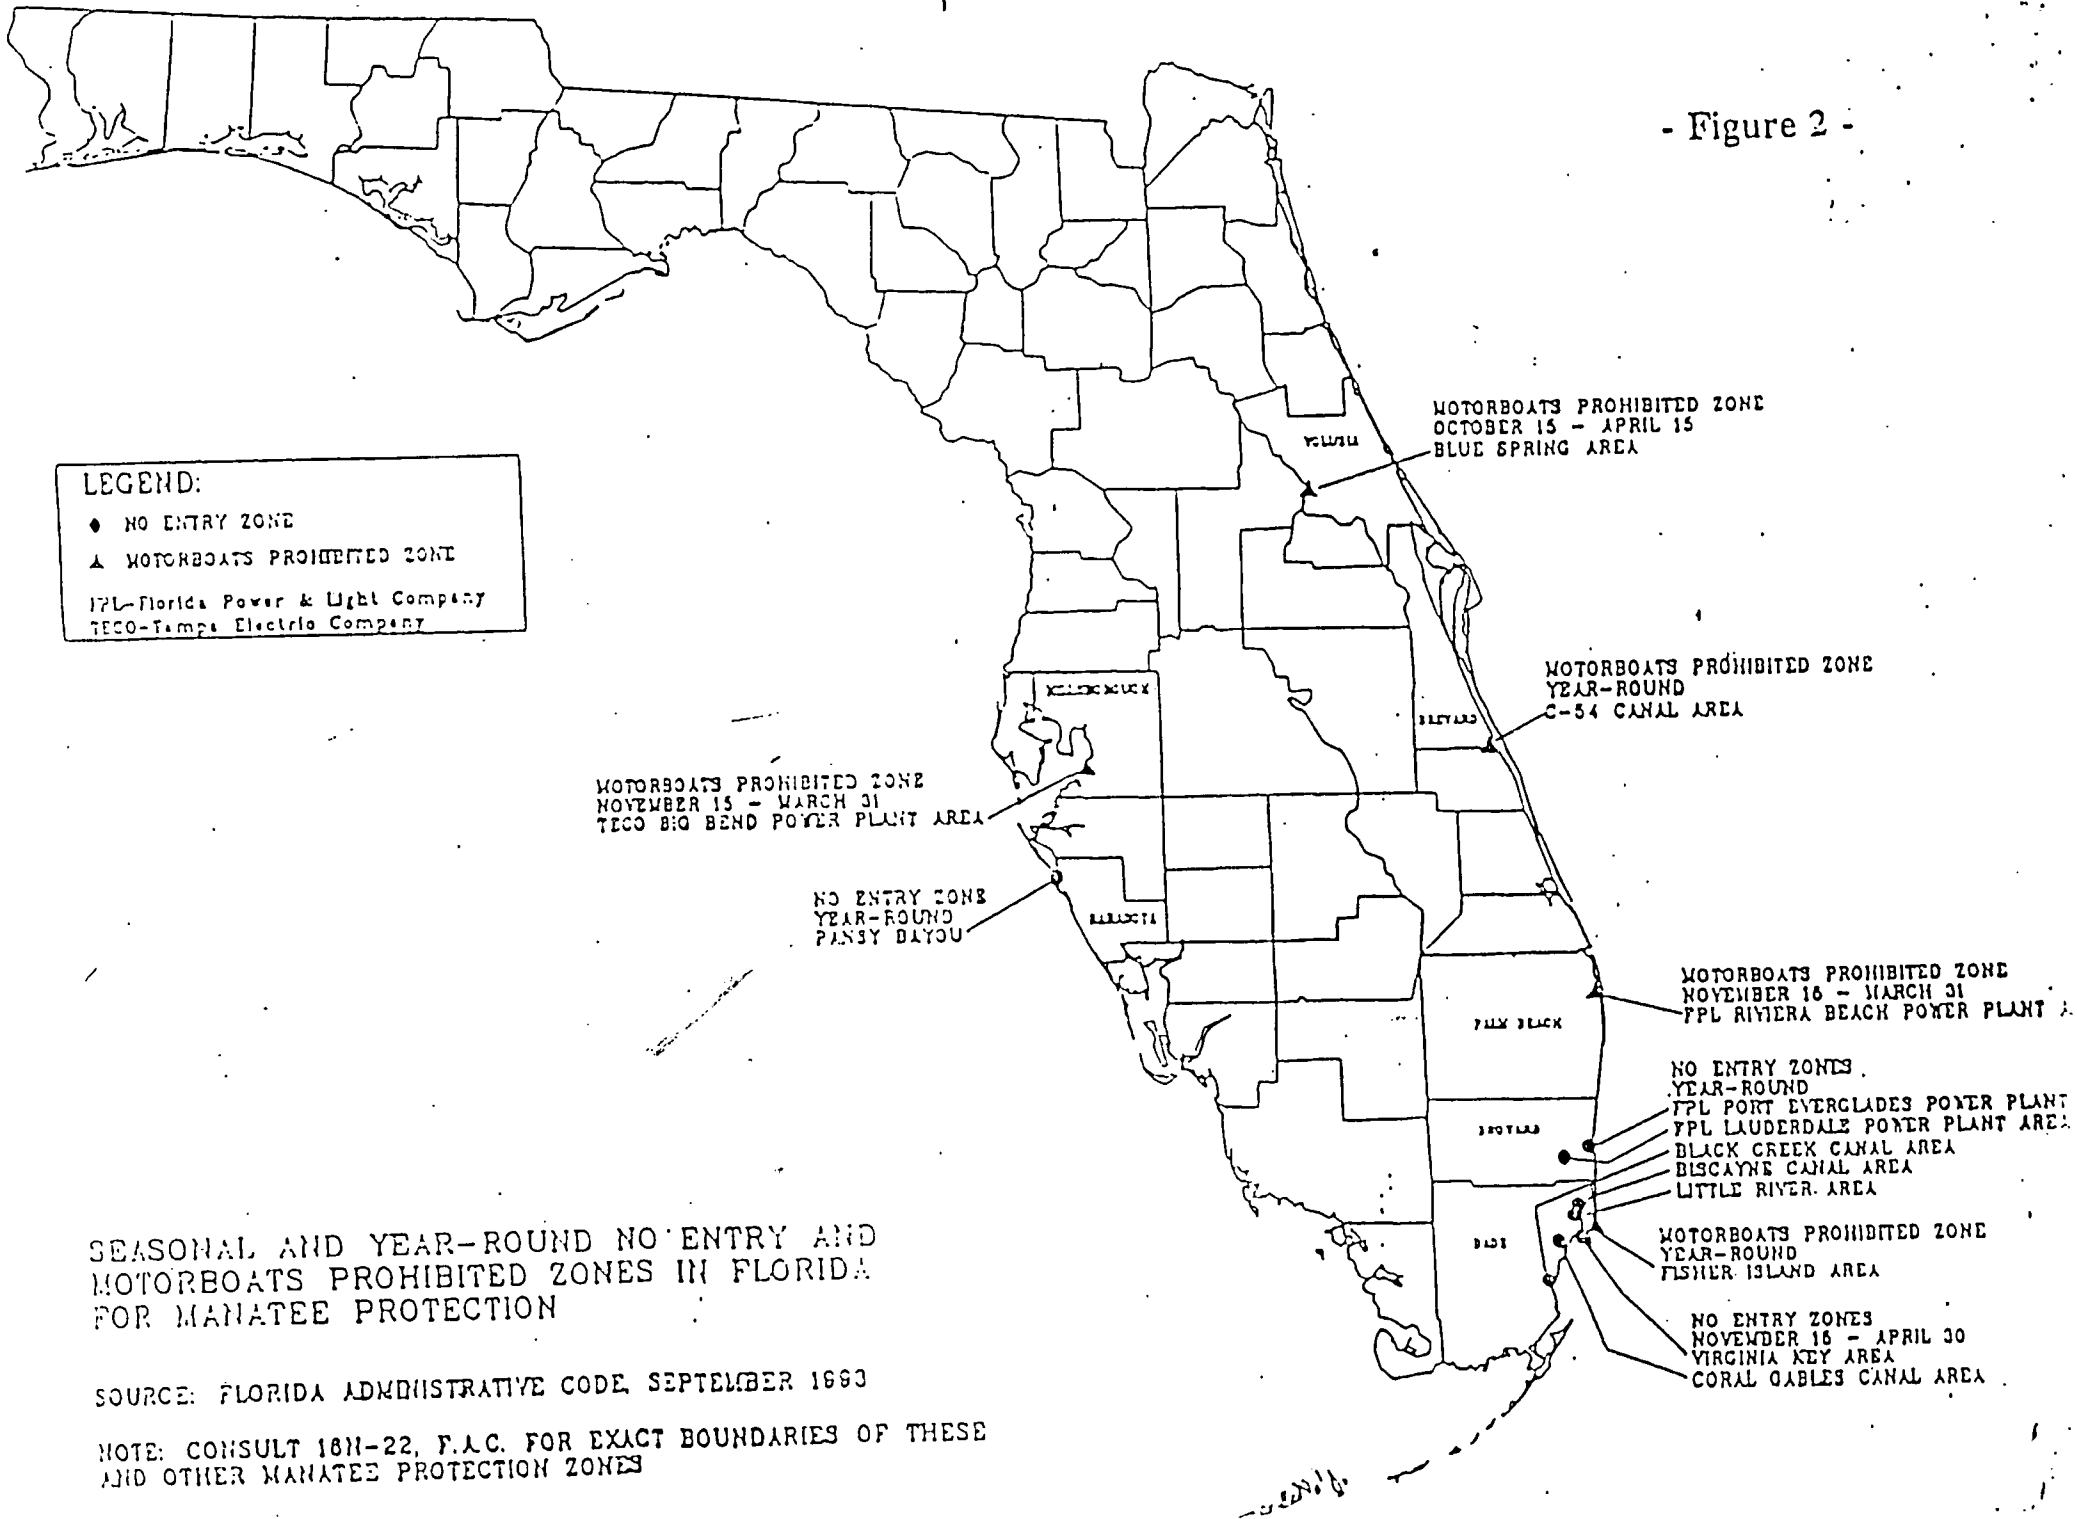 - Figure 2 -
MOTORBOATS PROHIBITED ZONE
OCTOBER 15 - APRIL 15
BLUE SPRING AREA
VOLUSIA
LEGEND:
NO ENTRY ZONE
MOTORBOATS PROHIBITED ZONE
FPL-Florida Power & Light Company
TECO-Tampa Electric Company
MOTORBOATS PROHIBITED ZONE
YEAR-ROUND
C-54 CANAL AREA
HILLSBOROUGH
BREVARD
MOTORBOATS PROHIBITED ZONE
NOVEMBER 15 - MARCH 31
TECO BIG BEND POWER PLANT AREA
NO ENTRY ZONE
YEAR-ROUND
PANSY BAYOU
SARASOTA
MOTORBOATS PROHIBITED ZONE
NOVEMBER 15 - MARCH 31
FPL RIVIERA BEACH POWER PLANT A
PALM BEACH
NO ENTRY ZONES
YEAR-ROUND
FPL PORT EVERGLADES POWER PLANT
FPL LAUDERDALE POWER PLANT AREA
BLACK CREEK CANAL AREA
BISCAYNE CANAL AREA
LITTLE RIVER AREA
BROWARD
DADE
MOTORBOATS PROHIBITED ZONE
YEAR-ROUND
FISHER ISLAND AREA
NO ENTRY ZONES
NOVEMBER 15 - APRIL 30
VIRGINIA KEY AREA
CORAL GABLES CANAL AREA
SEASONAL AND YEAR-ROUND NO ENTRY AND
MOTORBOATS PROHIBITED ZONES IN FLORIDA
FOR MANATEE PROTECTION
SOURCE: FLORIDA ADMINISTRATIVE CODE, SEPTEMBER 1993
NOTE: CONSULT 16N-22, F.A.C. FOR EXACT BOUNDARIES OF THESE
AND OTHER MANATEE PROTECTION ZONES